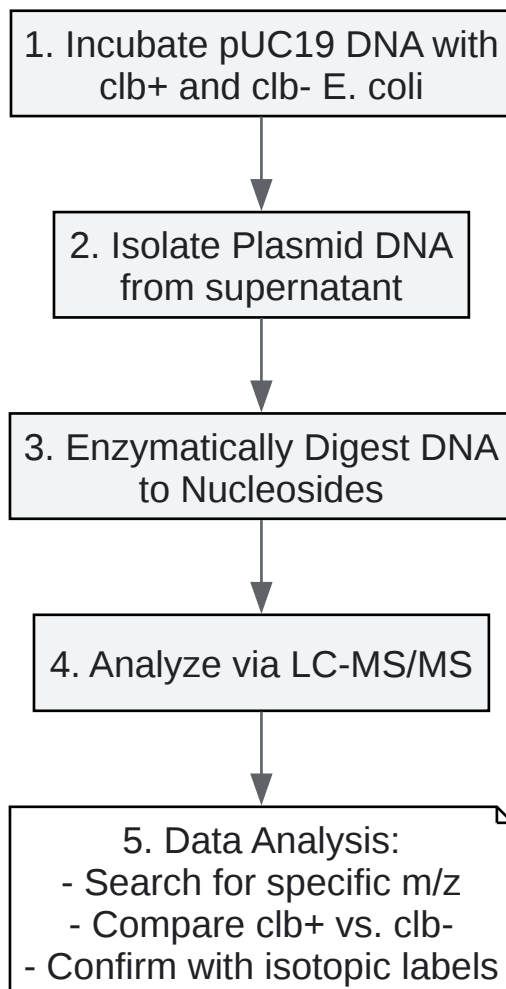 1. Incubate pUC19 DNA with
clb+ and clb- E. coli
2. Isolate Plasmid DNA
from supernatant
3. Enzymatically Digest DNA
to Nucleosides
4. Analyze via LC-MS/MS
5. Data Analysis:
- Search for specific m/z
- Compare clb+ vs. clb-
- Confirm with isotopic labels